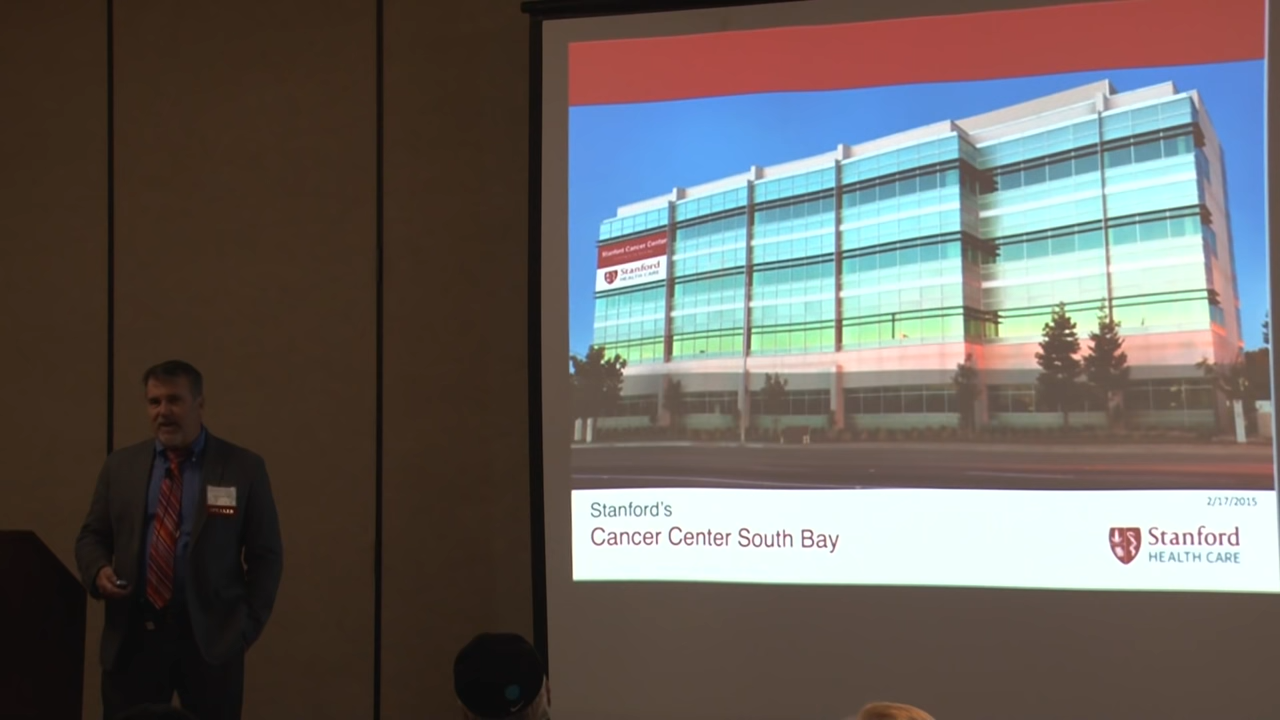 Stanford Cancer Center
Stanford
HEALTH CARE
2/17/2015
Stanford's
Cancer Center South Bay
Stanford
HEALTH CARE